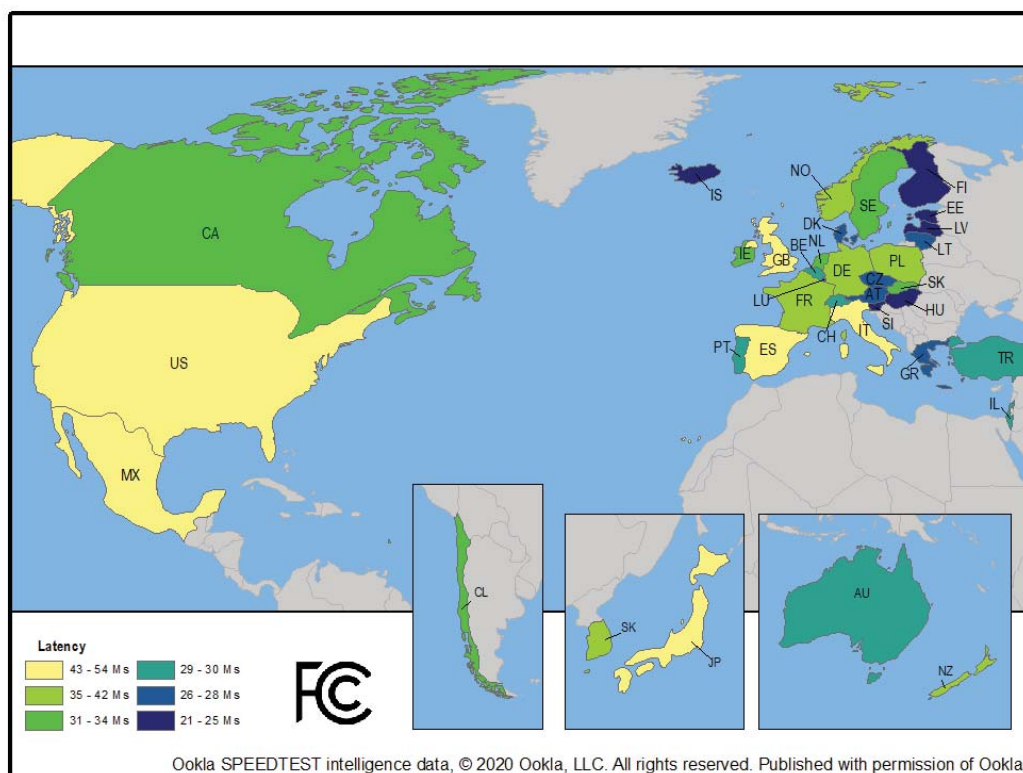 CA
US
MX
IS
NO
SE
FI
EE
LV
LT
DK
NL
BE
IE
GB
DE
PL
LU
CZ
SK
AT
FR
HU
CH
SI
IT
PT
ES
GR
TR
IL
CL
SK
JP
AU
NZ
Latency
43 - 54 Ms
29 - 30 Ms
35 - 42 Ms
26 - 28 Ms
31 - 34 Ms
21 - 25 Ms
FCC
Ookla SPEEDTEST intelligence data, © 2020 Ookla, LLC. All rights reserved. Published with permission of Ookla